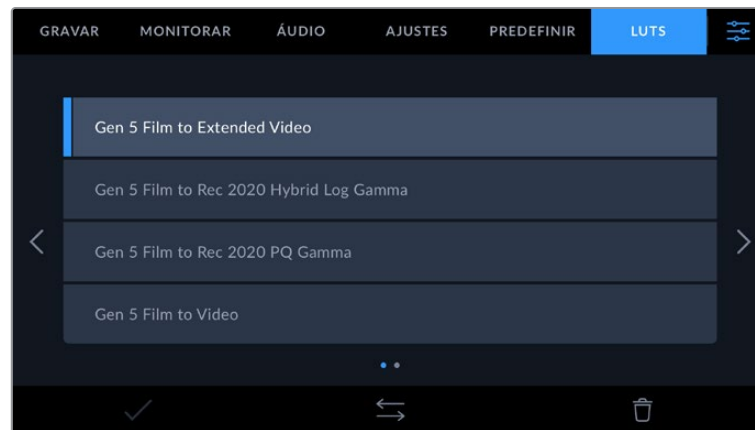 GRAVAR MONITORAR ÁUDIO AJUSTES PREDEFINIR LUTS
Gen 5 Film to Extended Video
Gen 5 Film to Rec 2020 Hybrid Log Gamma
Gen 5 Film to Rec 2020 PQ Gamma
Gen 5 Film to Video